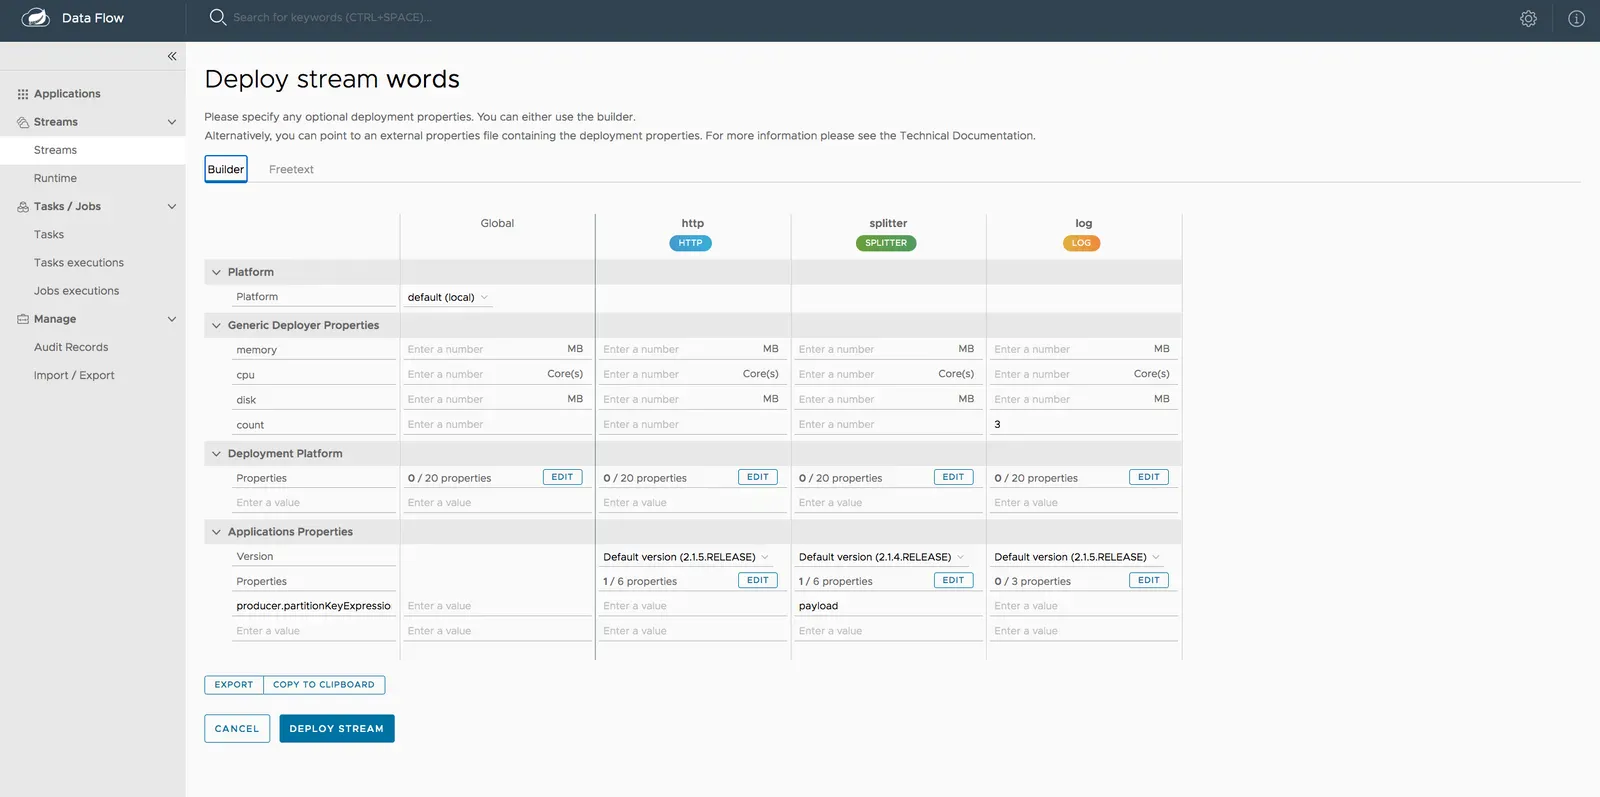 Data Flow
Search for keywords (CTRL+SPACE)...
Applications
Streams
Streams
Runtime
Tasks / Jobs
Tasks
Tasks executions
Jobs executions
Manage
Audit Records
Import / Export
Deploy stream words
Please specify any optional deployment properties. You can either use the builder.
Alternatively, you can point to an external properties file containing the deployment properties. For more information please see the Technical Documentation.
Builder Freetext
Global http splitter log
HTTP SPLITTER LOG
Platform
Platform default (local)
Generic Deployer Properties
memory Enter a number MB Enter a number MB Enter a number MB Enter a number MB
cpu Enter a number Core(s) Enter a number Core(s) Enter a number Core(s) Enter a number Core(s)
disk Enter a number MB Enter a number MB Enter a number MB Enter a number MB
count Enter a number Enter a number Enter a number 3
Deployment Platform
Properties 0 / 20 properties EDIT 0 / 20 properties EDIT 0 / 20 properties EDIT 0 / 20 properties EDIT
Enter a value Enter a value Enter a value Enter a value Enter a value
Applications Properties
Version Default version (2.1.5.RELEASE) Default version (2.1.4.RELEASE) Default version (2.1.5.RELEASE)
Properties 1 / 6 properties EDIT 1 / 6 properties EDIT 0 / 3 properties EDIT
producer.partitionKeyExpressio Enter a value Enter a value payload Enter a value
Enter a value Enter a value Enter a value Enter a value Enter a value
EXPORT COPY TO CLIPBOARD
CANCEL DEPLOY STREAM